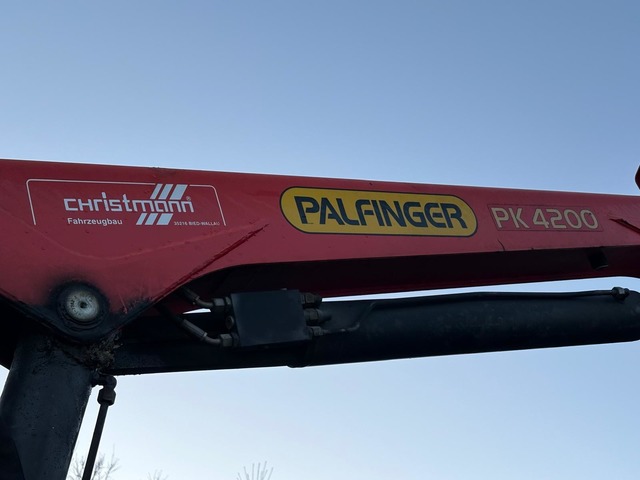 christmann
Fahrzeugbau
PALFINGER
PK 4200